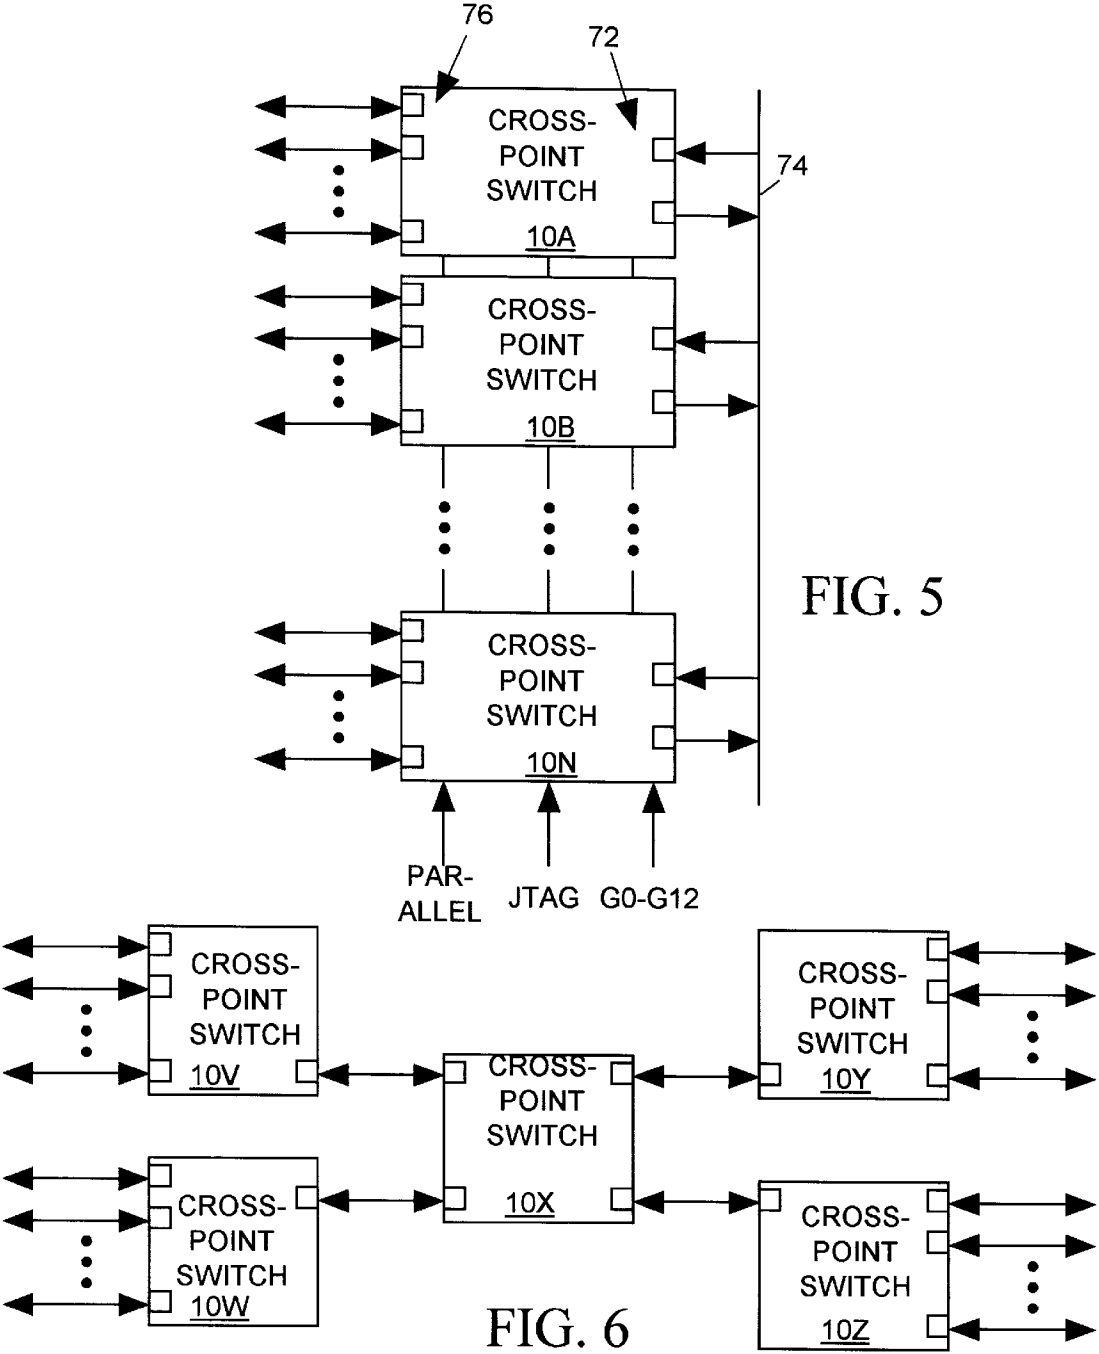 76
72
CROSS-
POINT
SWITCH
10A
74
CROSS-
POINT
SWITCH
10B
FIG. 5
CROSS-
POINT
SWITCH
10N
PAR-
ALLEL
JTAG
G0-G12
CROSS-
POINT
SWITCH
10V
CROSS-
POINT
SWITCH
10Y
CROSS-
POINT
SWITCH
10X
CROSS-
POINT
SWITCH
10W
CROSS-
POINT
SWITCH
10Z
FIG. 6